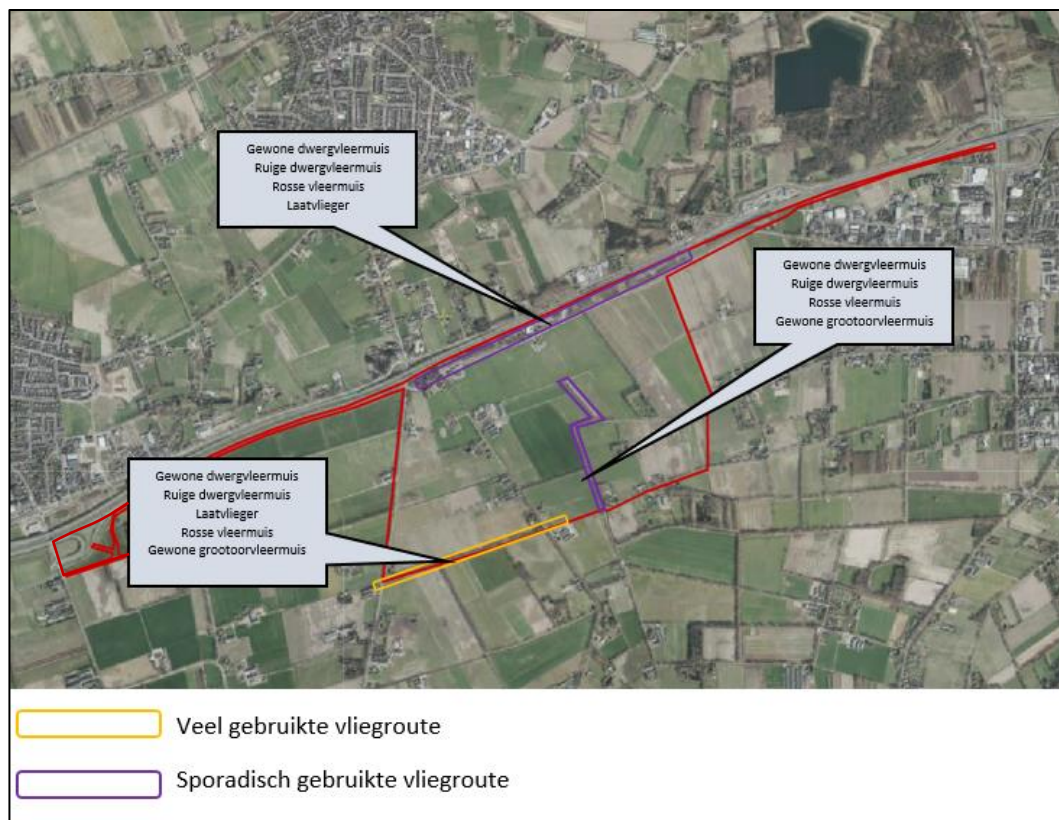 Gewone dwergvleermuis
Ruige dwergvleermuis
Rosse vleermuis
Laatvlieger
Gewone dwergvleermuis
Ruige dwergvleermuis
Rosse vleermuis
Gewone grootoorvleermuis
Gewone dwergvleermuis
Ruige dwergvleermuis
Laatvlieger
Rosse vleermuis
Gewone grootoorvleermuis
Veel gebruikte vliegroute
Sporadisch gebruikte vliegroute